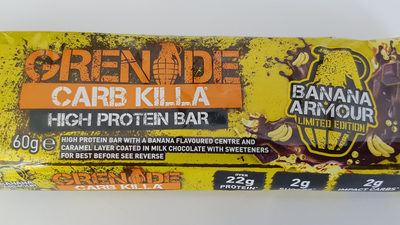 GRENADE
CARB KILLA
HIGH PROTEIN BAR
60g e
BANANA
ARMOUR
LIMITED EDITION
HIGH PROTEIN BAR WITH A BANANA FLAVOURED CENTRE AND
CARAMEL LAYER COATED IN MILK CHOCOLATE WITH SWEETENERS
FOR BEST BEFORE SEE REVERSE
CARB KILLA
OVER
22g
PROTEIN*
2g
2g
IMPACT CARBS*